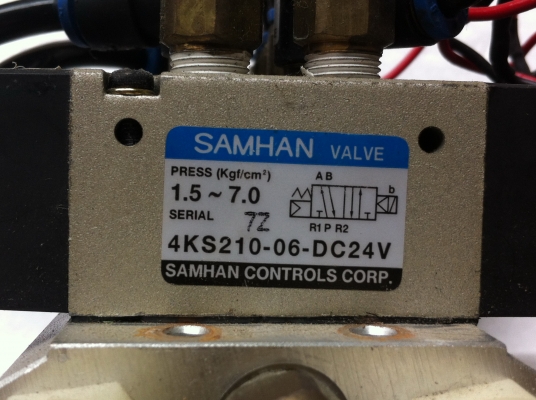 SAMHAN VALVE
PRESS (Kgf/cm²)
1.5 ~ 7.0
SERIAL 7Z
A B
b
R1 P R2
4KS210-06-DC24V
SAMHAN CONTROLS CORP.